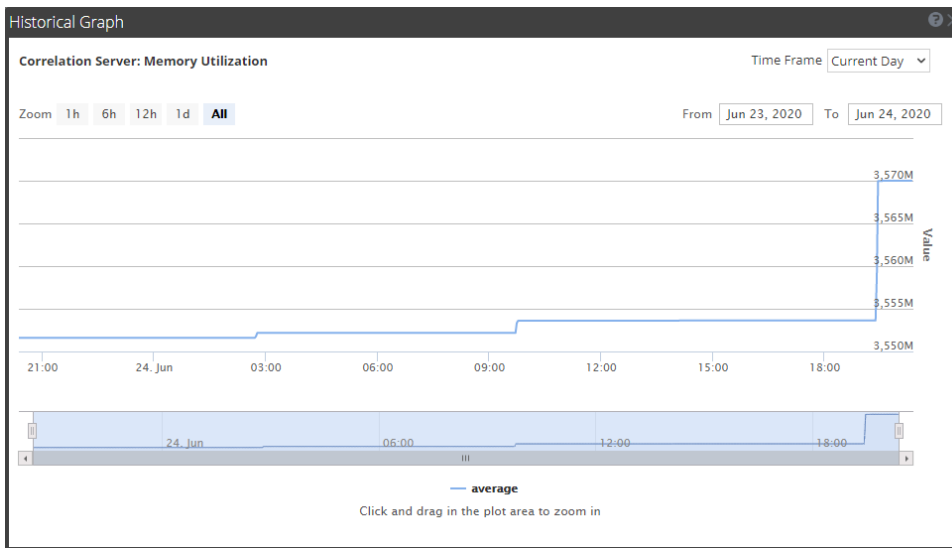 Historical Graph
Correlation Server: Memory Utilization
Time Frame Current Day
Zoom 1h 6h 12h 1d All
From Jun 23, 2020 To Jun 24, 2020
3,570M
3,565M
Value
3,560M
3,555M
3,550M
21:00 24. Jun 03:00 06:00 09:00 12:00 15:00 18:00
24. Jun 06:00 12:00 18:00
average
Click and drag in the plot area to zoom in